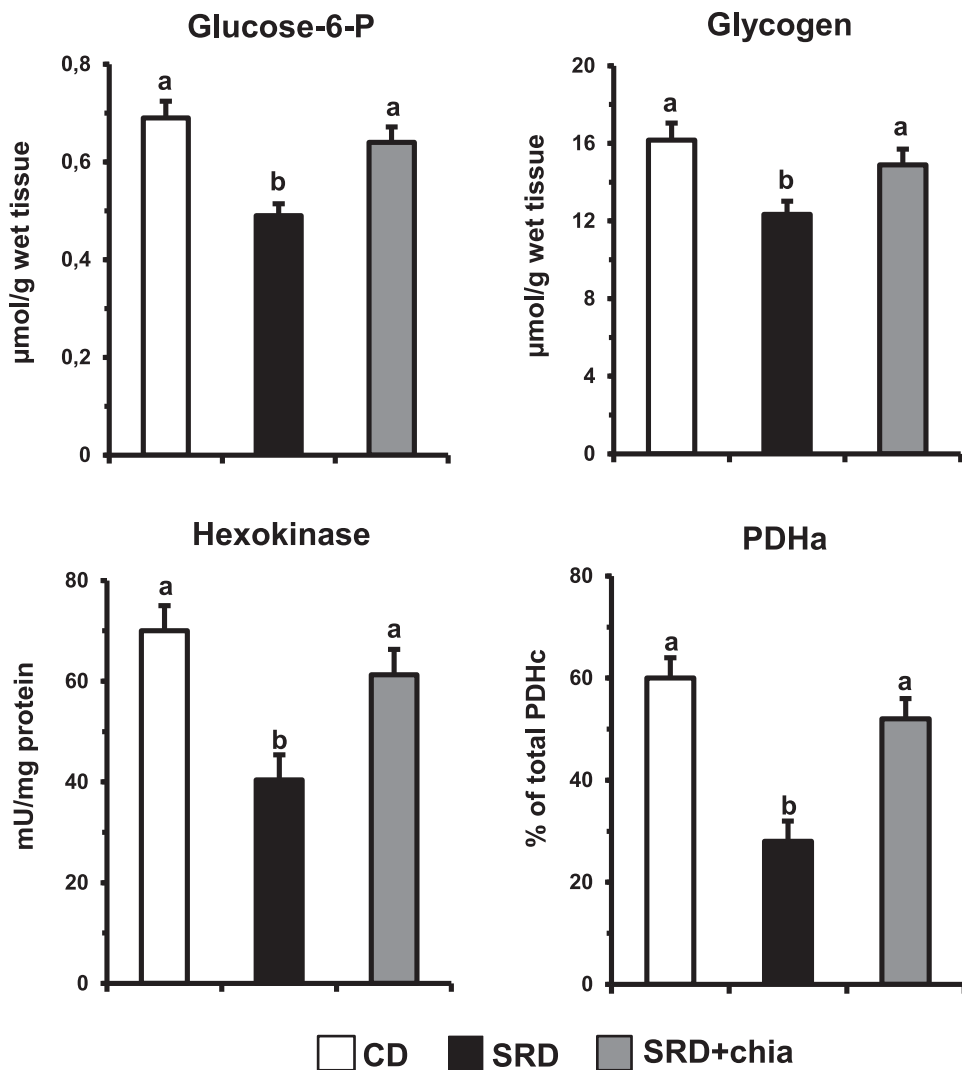 Glucose-6-P
µmol/g wet tissue
0,8
0,6
0,4
0,2
0
a
b
a
Glycogen
µmol/g wet tissue
20
16
12
8
4
0
a
b
a
Hexokinase
mU/mg protein
80
60
40
20
0
a
b
a
PDHa
% of total PDHc
80
60
40
20
0
a
b
a
CD SRD SRD+chia